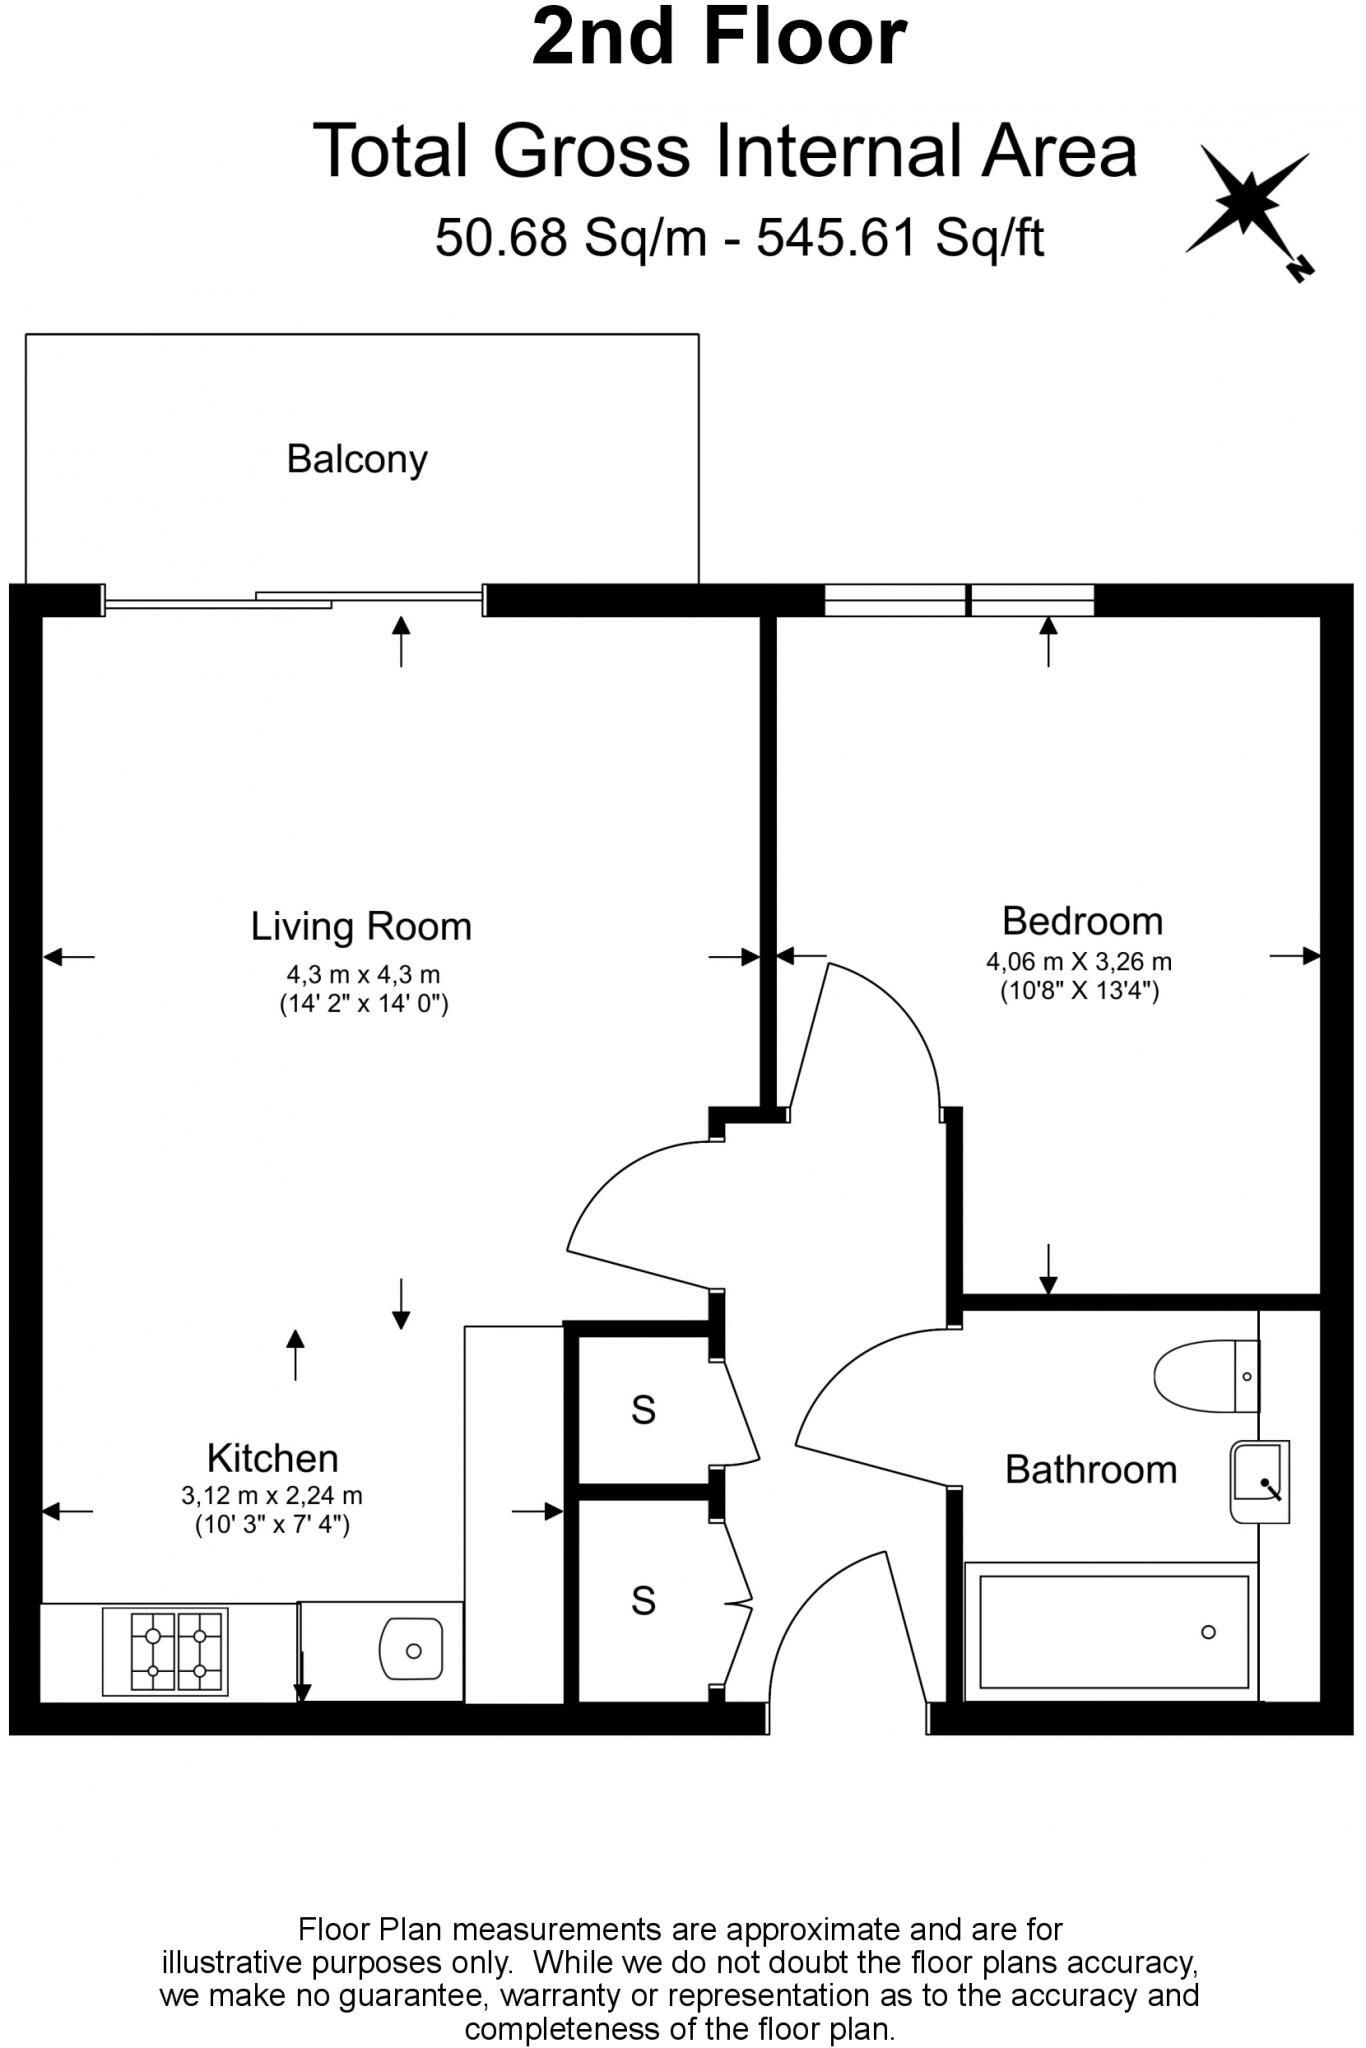 2nd Floor
Total Gross Internal Area
50.68 Sq/m - 545.61 Sq/ft
N
Balcony
Living Room
4,3 m x 4,3 m
(14' 2" x 14' 0")
Bedroom
4,06 m X 3,26 m
(10'8" X 13'4")
S
Kitchen
3,12 m x 2,24 m
(10' 3" x 7' 4")
Bathroom
S
Floor Plan measurements are approximate and are for
illustrative purposes only.  While we do not doubt the floor plans accuracy,
we make no guarantee, warranty or representation as to the accuracy and
completeness of the floor plan.